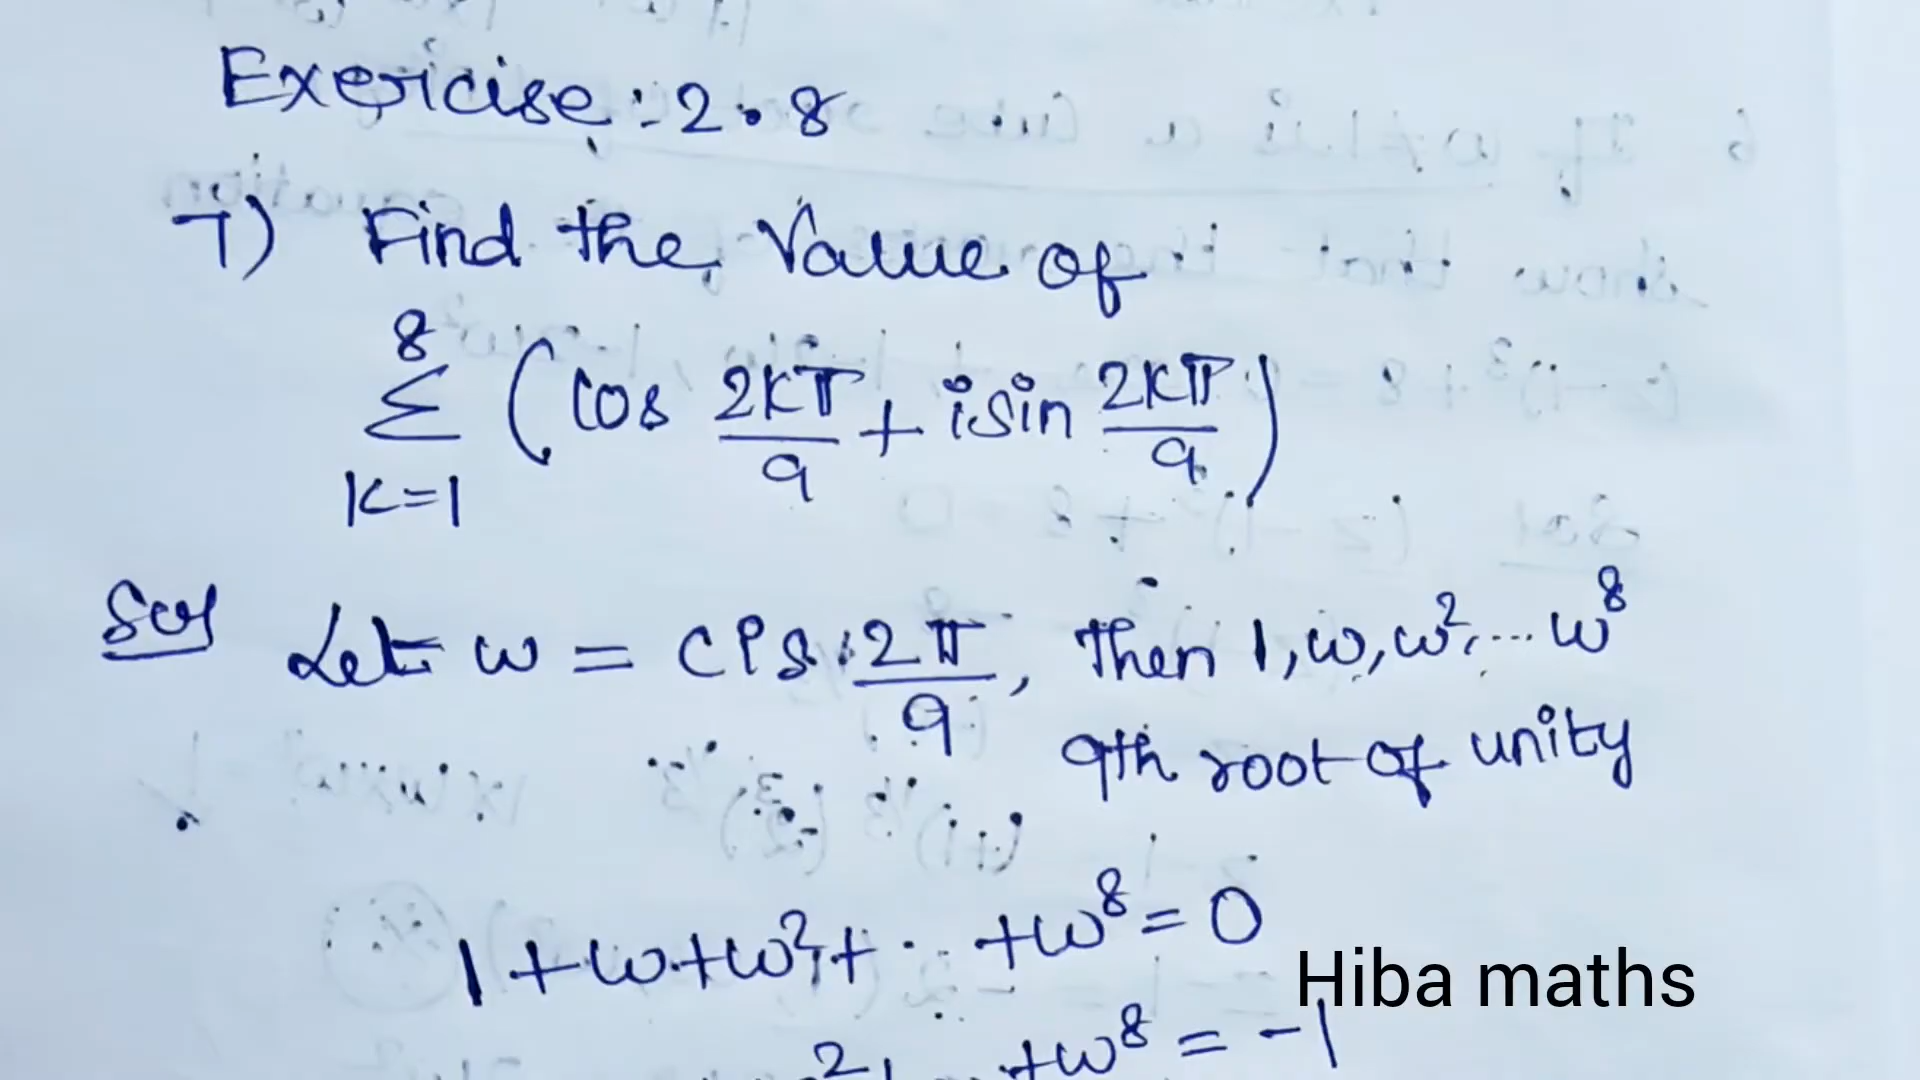 Exercise: 2.8
7) Find the Value of
8
Σ (cos 2kπ/9 + i sin 2kπ/9)
k=1
Sol Let ω = cis 2π/9, Then 1, ω, ω², ... ω⁸
9th root of unity
1 + ω + ω² + .. + ω⁸ = 0
Hiba maths
+ω⁸ = -1